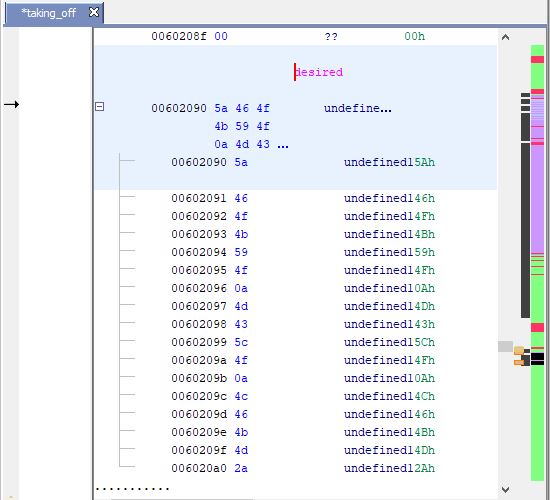 *taking_off
0060208f 00 ?? 00h
desired
00602090 5a 46 4f undefine...
4b 59 4f
0a 4d 43 ...
00602090 5a undefined15Ah
00602091 46 undefined146h
00602092 4f undefined14Fh
00602093 4b undefined14Bh
00602094 59 undefined159h
00602095 4f undefined14Fh
00602096 0a undefined10Ah
00602097 4d undefined14Dh
00602098 43 undefined143h
00602099 5c undefined15Ch
0060209a 4f undefined14Fh
0060209b 0a undefined10Ah
0060209c 4c undefined14Ch
0060209d 46 undefined146h
0060209e 4b undefined14Bh
0060209f 4d undefined14Dh
006020a0 2a undefined12Ah